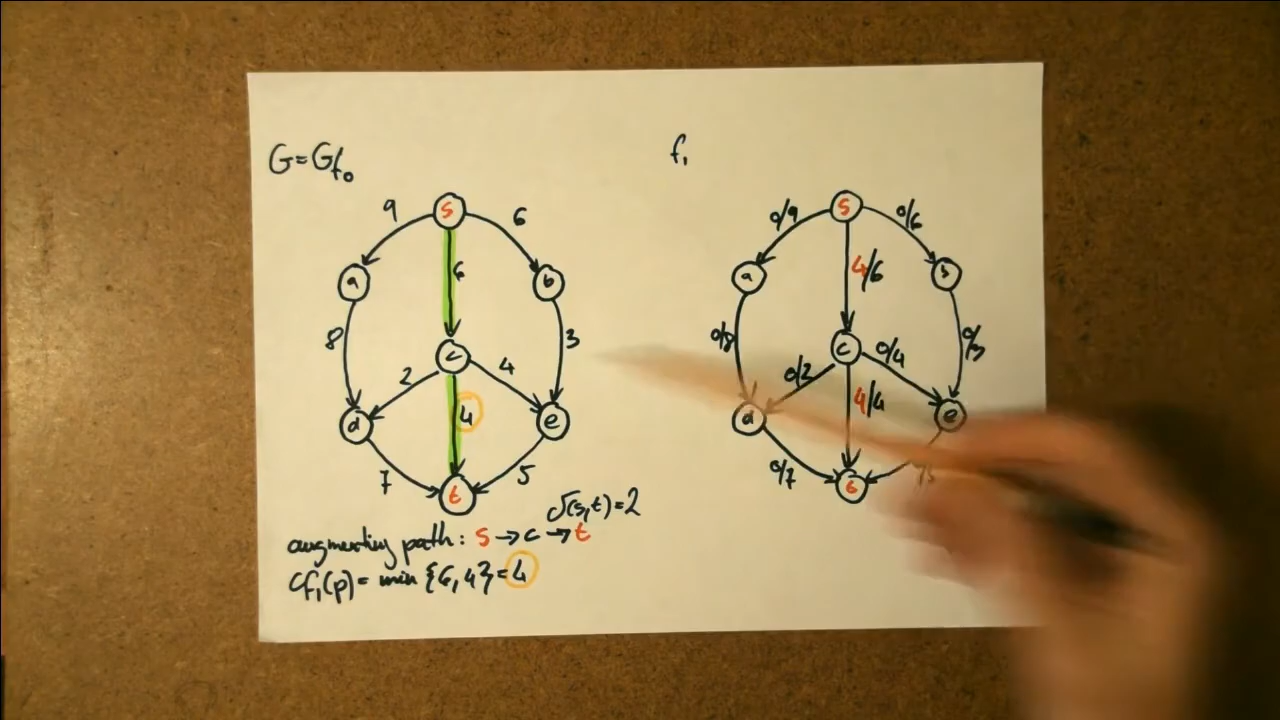 G=Gf₀
f₁
9
s
6
0/9
s
0/6
a
6
b
a
4/6
b
8
c
3
0/8
c
0/4
0/3
2
4
0/2
d
4
e
d
4/4
e
7
t
5
0/7
t
δ(s,t)=2
augmenting path: s → c → t
cf₁(p) = min {6,4} = 4